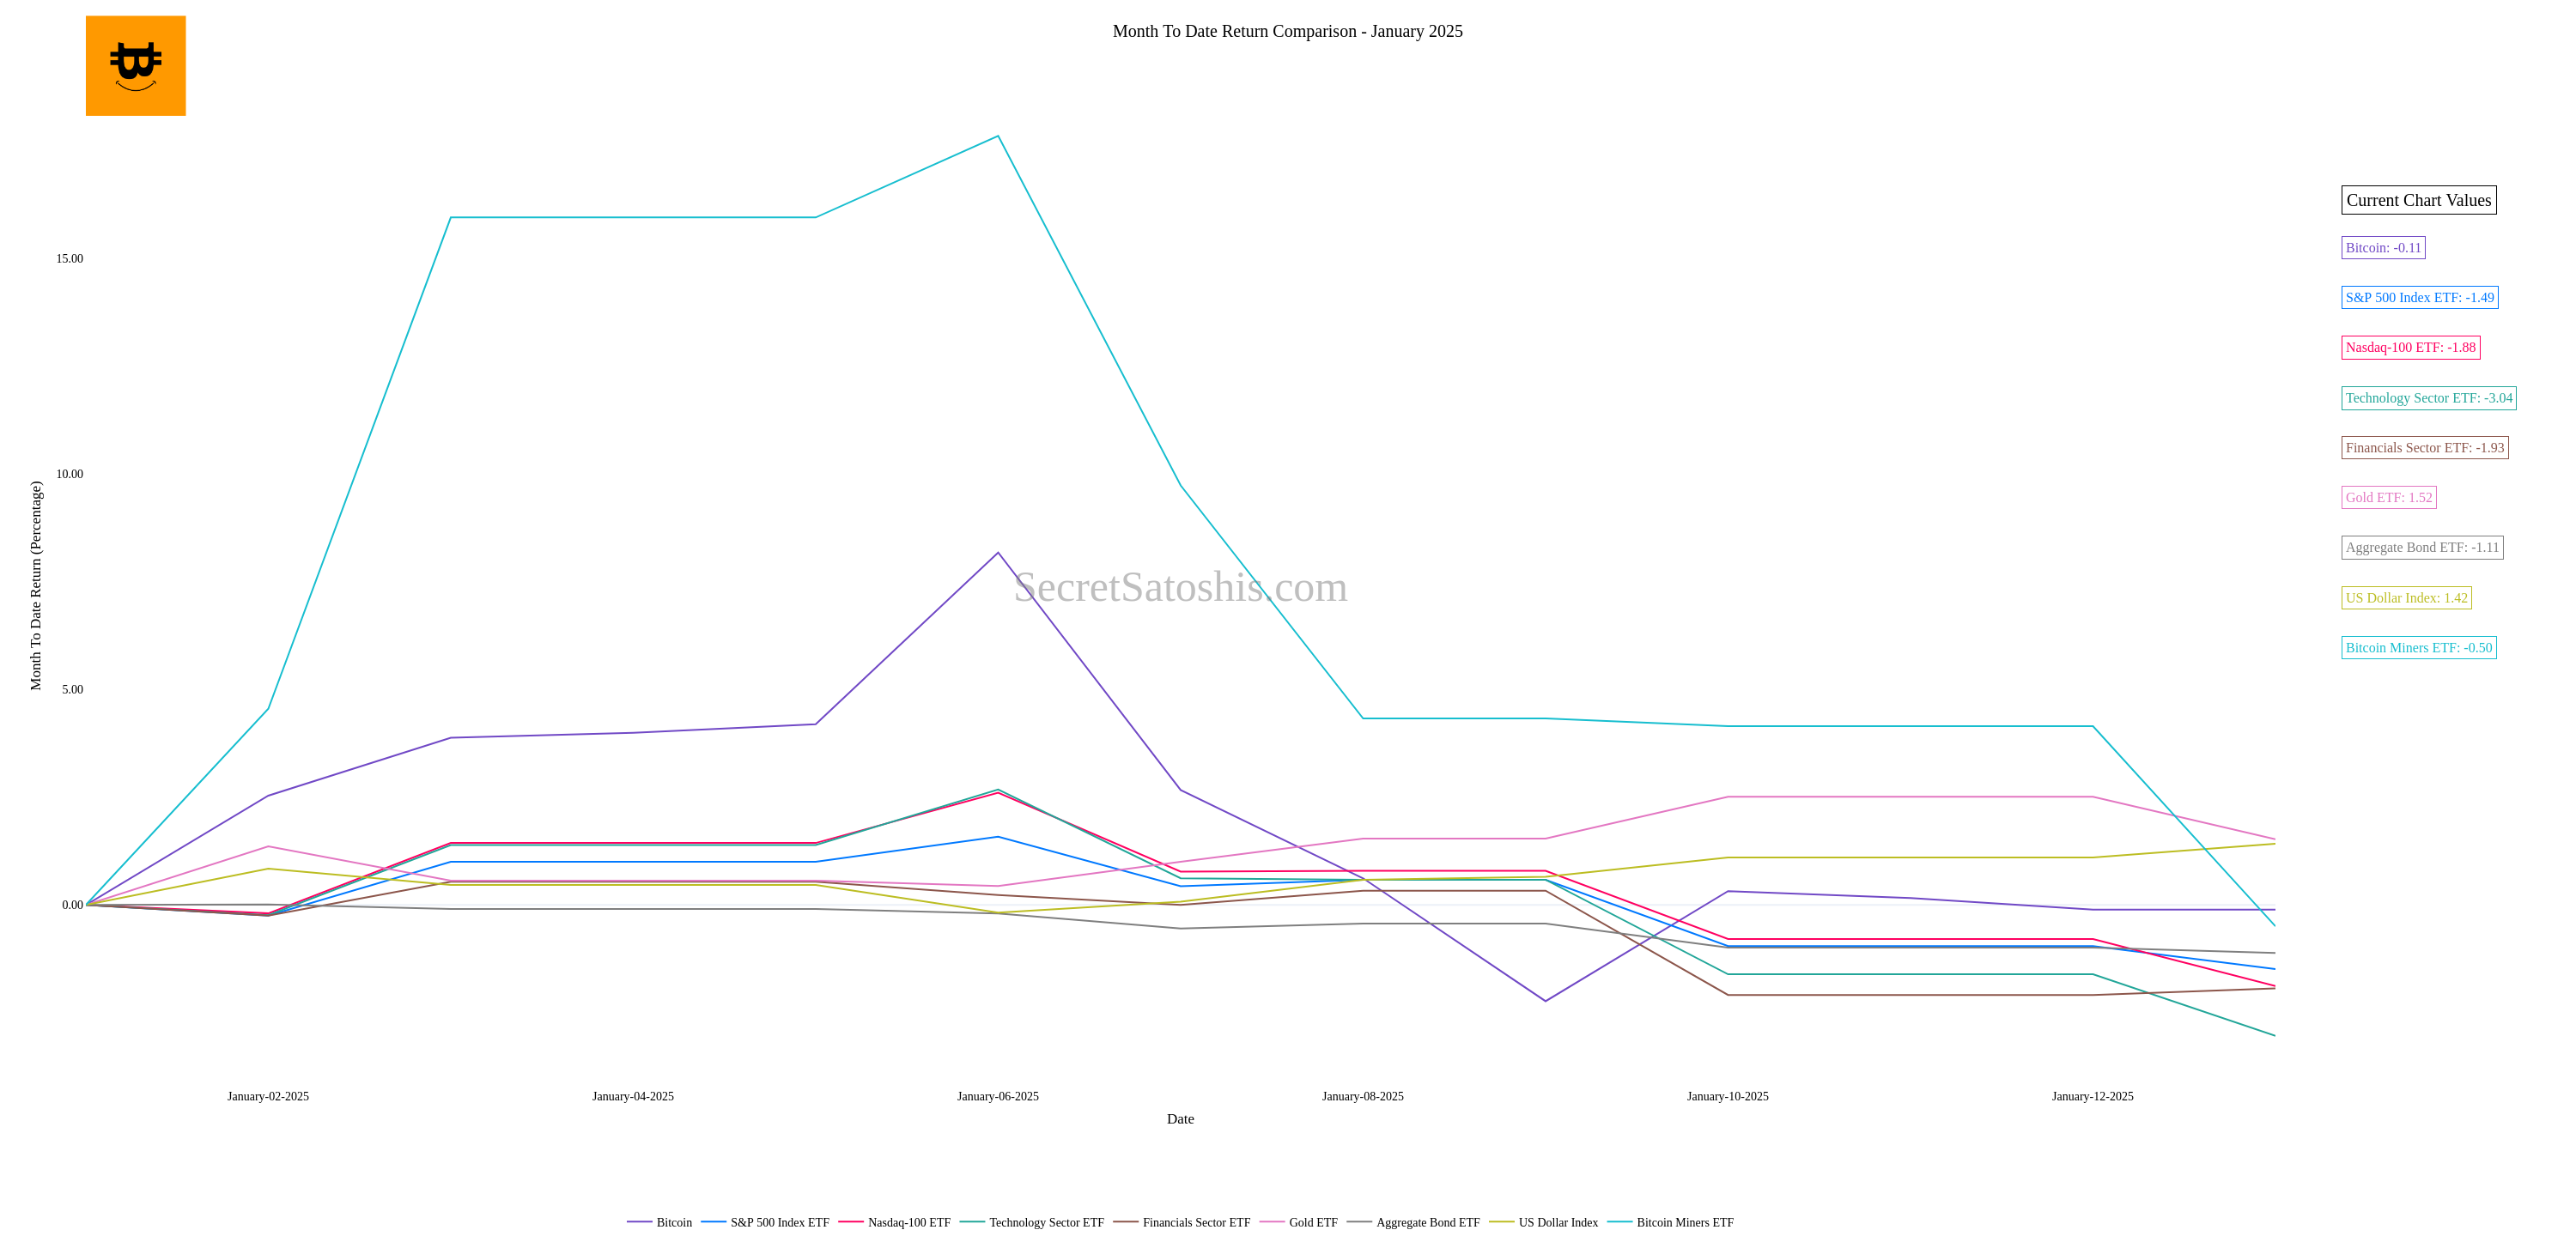 Month To Date Return Comparison - January 2025
Current Chart Values
Bitcoin: -0.11
S&P 500 Index ETF: -1.49
Nasdaq-100 ETF: -1.88
Technology Sector ETF: -3.04
Financials Sector ETF: -1.93
Gold ETF: 1.52
Aggregate Bond ETF: -1.11
US Dollar Index: 1.42
Bitcoin Miners ETF: -0.50
Month To Date Return (Percentage)
15.00
10.00
5.00
0.00
SecretSatoshis.com
January-02-2025 January-04-2025 January-06-2025 January-08-2025 January-10-2025 January-12-2025
Date
Bitcoin S&P 500 Index ETF Nasdaq-100 ETF Technology Sector ETF Financials Sector ETF Gold ETF Aggregate Bond ETF US Dollar Index Bitcoin Miners ETF